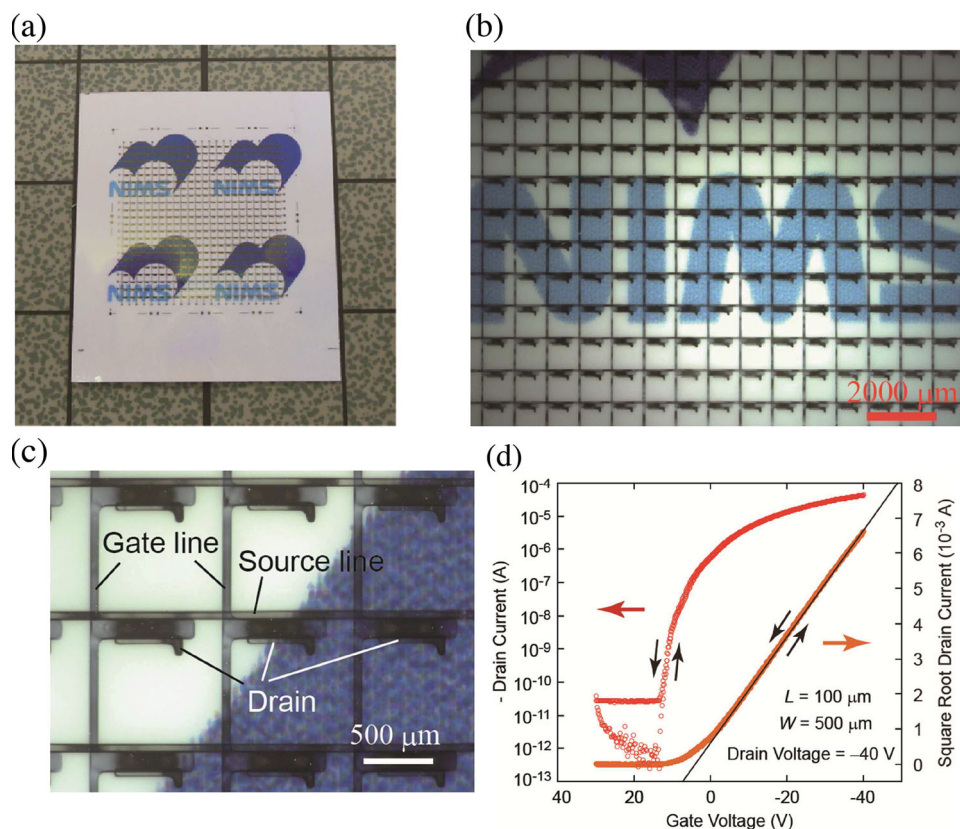 (a)
NIMS NIMS
NIMS NIMS
(b)
NIMS
2000 μm
(c)
Gate line
Source line
Drain
500 μm
(d)
10-4
10-5
10-6
10-7
10-8
10-9
10-10
10-11
10-12
10-13
- Drain Current (A)
8
7
6
5
4
3
2
1
0
Square Root Drain Current (10-3 A)
L = 100 μm
W = 500 μm
Drain Voltage = –40 V
40 20 0 -20 -40
Gate Voltage (V)